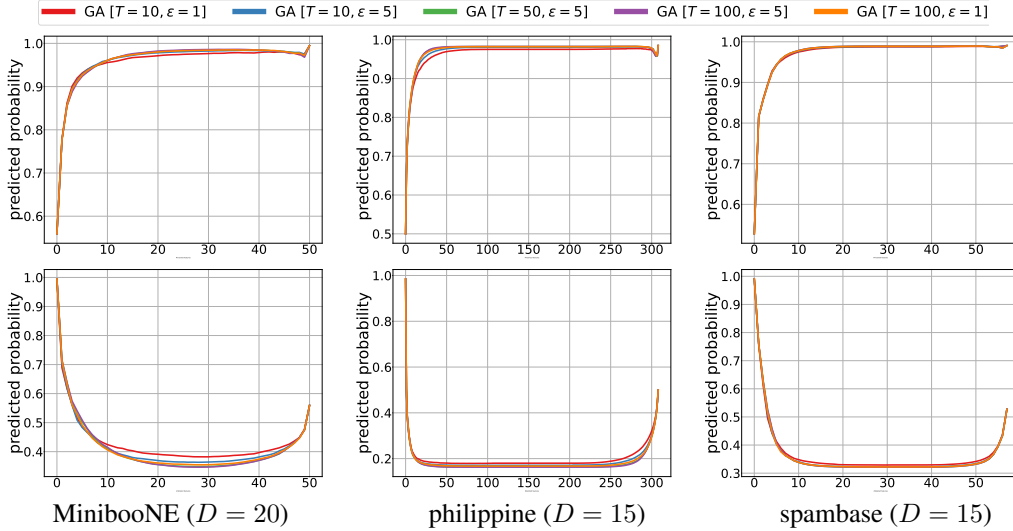 GA [T = 10, ε = 1] GA [T = 10, ε = 5] GA [T = 50, ε = 5] GA [T = 100, ε = 5] GA [T = 100, ε = 1]
predicted probability
1.0
0.9
0.8
0.7
0.6
0 10 20 30 40 50
predicted probability
1.0
0.9
0.8
0.7
0.6
0.5
0 50 100 150 200 250 300
predicted probability
1.0
0.9
0.8
0.7
0.6
0 10 20 30 40 50
predicted probability
1.0
0.9
0.8
0.7
0.6
0.5
0.4
0 10 20 30 40 50
predicted probability
1.0
0.8
0.6
0.4
0.2
0 50 100 150 200 250 300
predicted probability
1.0
0.9
0.8
0.7
0.6
0.5
0.4
0.3
0 10 20 30 40 50
MinibooNE (D = 20) philippine (D = 15) spambase (D = 15)